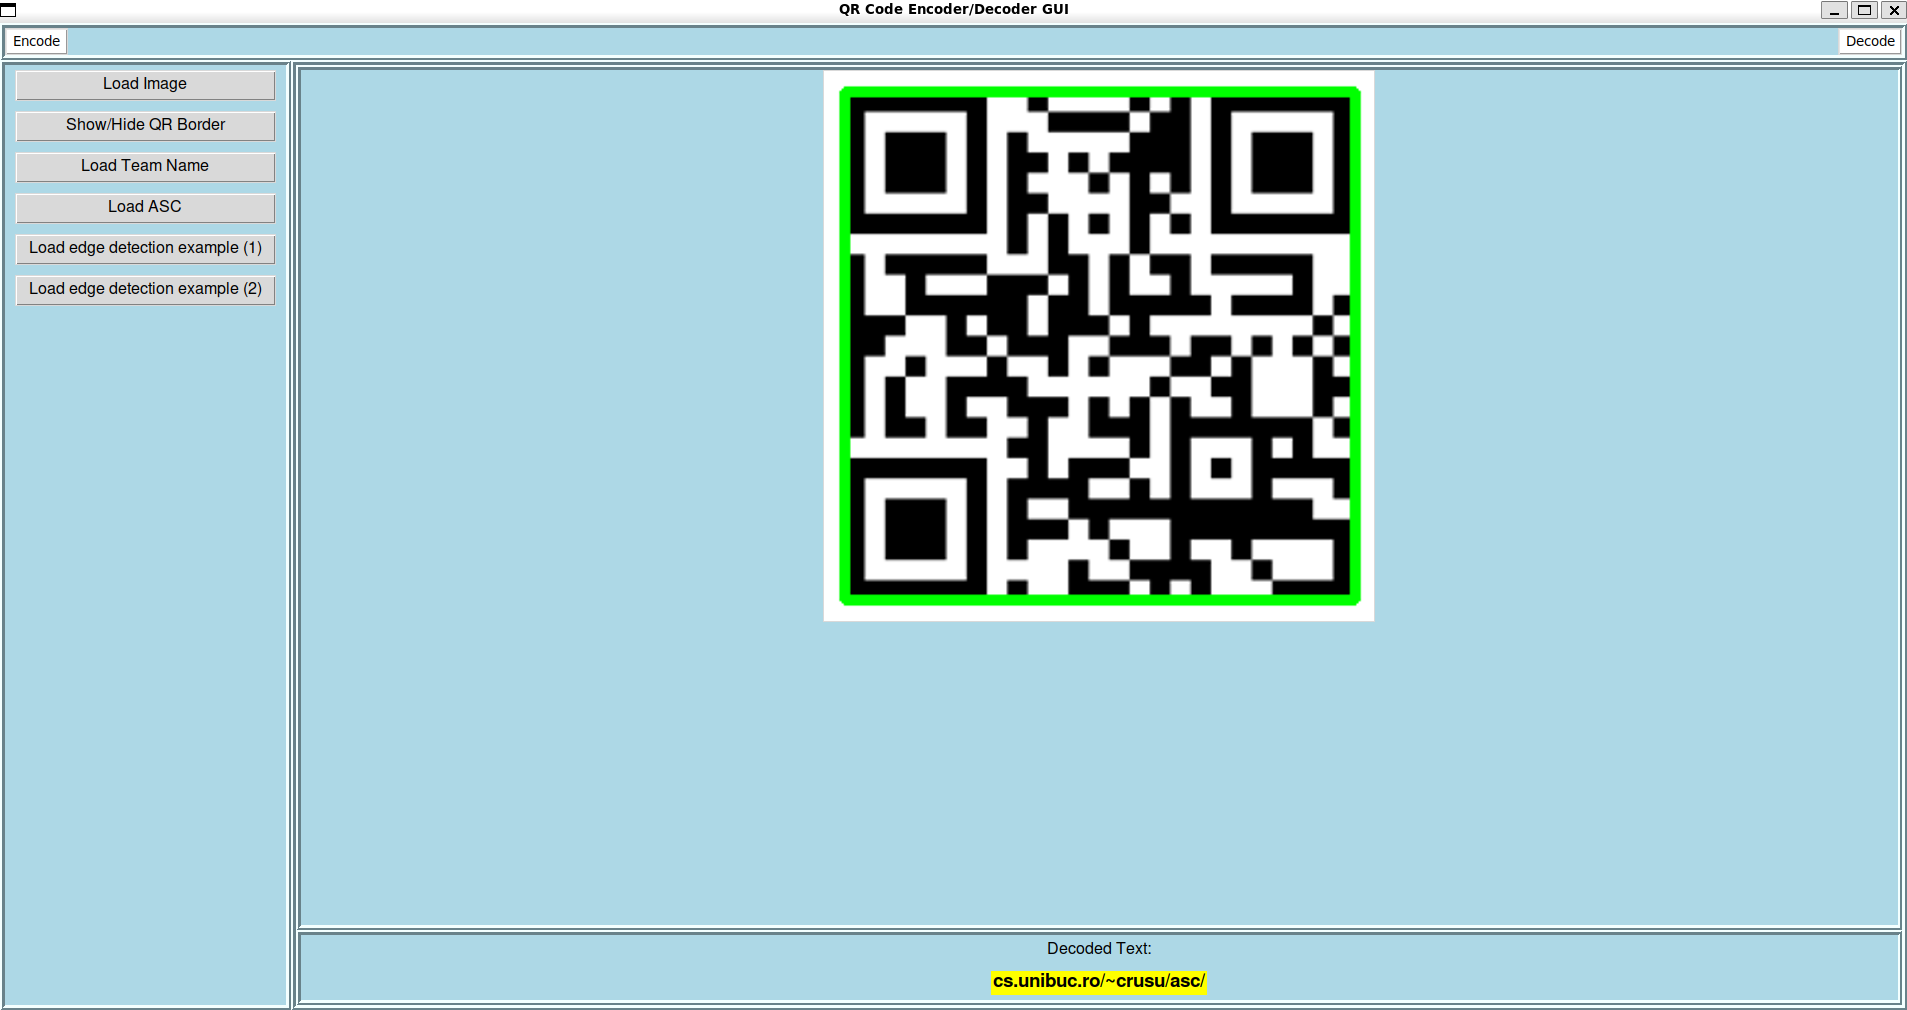 QR Code Encoder/Decoder GUI
Encode
Decode
Load Image
Show/Hide QR Border
Load Team Name
Load ASC
Load edge detection example (1)
Load edge detection example (2)
Decoded Text:
cs.unibuc.ro/~crusu/asc/